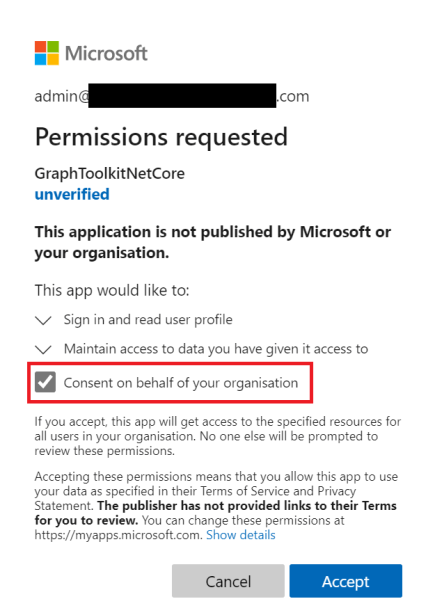 Microsoft
admin@ .com
Permissions requested
GraphToolkitNetCore
unverified
This application is not published by Microsoft or
your organisation.
This app would like to:
Sign in and read user profile
Maintain access to data you have given it access to
Consent on behalf of your organisation
If you accept, this app will get access to the specified resources for
all users in your organisation. No one else will be prompted to
review these permissions.
Accepting these permissions means that you allow this app to use
your data as specified in their Terms of Service and Privacy
Statement. The publisher has not provided links to their Terms
for you to review. You can change these permissions at
https://myapps.microsoft.com. Show details
Cancel
Accept